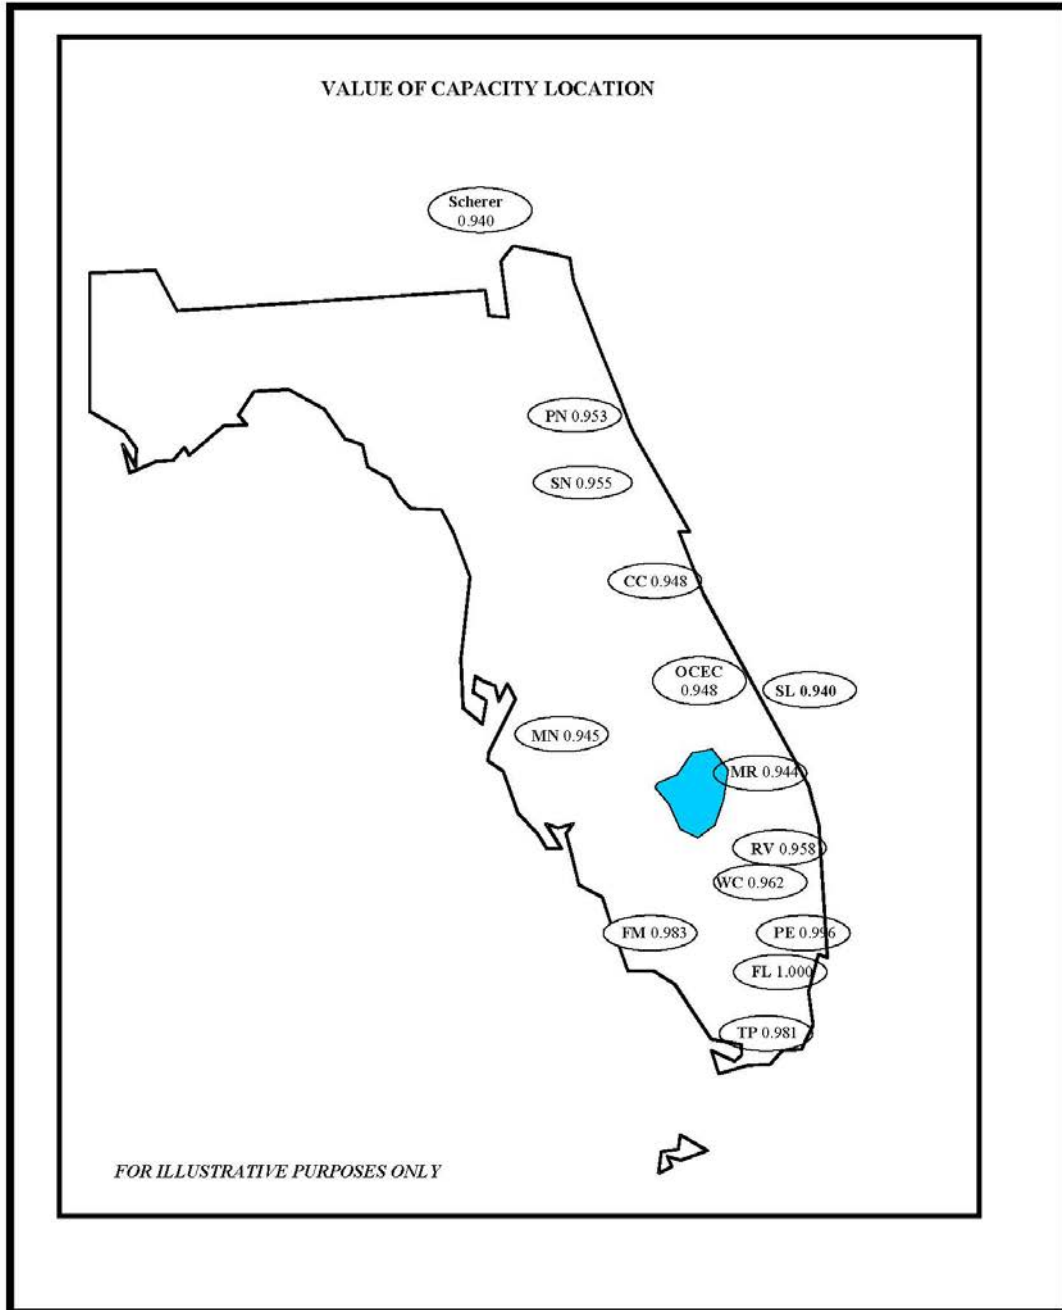 VALUE OF CAPACITY LOCATION
Scherer
0.940
PN 0.953
SN 0.955
CC 0.948
OCEC
0.948
SL 0.940
MN 0.945
MR 0.944
RV 0.958
WC 0.962
FM 0.983
PE 0.996
FL 1.000
TP 0.981
FOR ILLUSTRATIVE PURPOSES ONLY